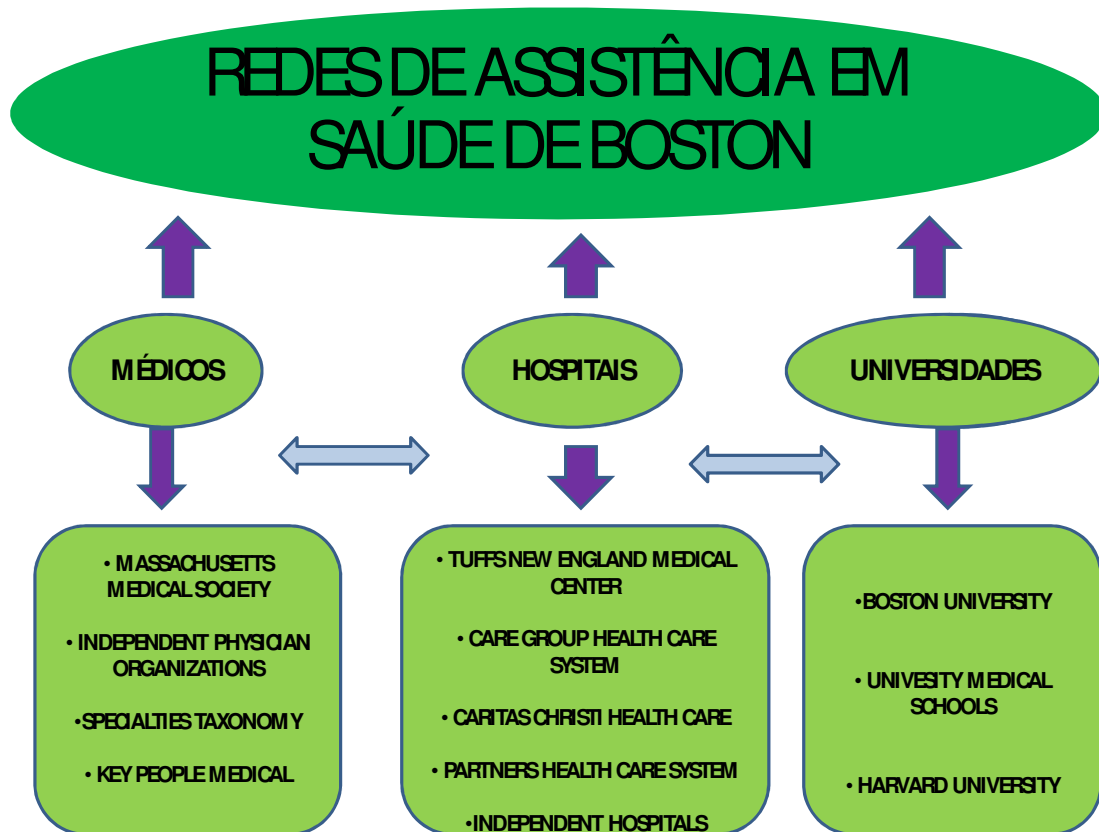 REDES DE ASSISTÊNCIA EM
SAÚDE DE BOSTON
MÉDICOS
HOSPITAIS
UNIVERSIDADES
• MASSACHUSETTS
MEDICAL SOCIETY
• INDEPENDENT PHYSICIAN
ORGANIZATIONS
•SPECIALTIES TAXONOMY
• KEY PEOPLE MEDICAL
• TUFFS NEW ENGLAND MEDICAL
CENTER
• CARE GROUP HEALTH CARE
SYSTEM
• CARITAS CHRISTI HEALTH CARE
• PARTNERS HEALTH CARE SYSTEM
•INDEPENDENT HOSPITALS
•BOSTON UNIVERSITY
• UNIVESITY MEDICAL
SCHOOLS
• HARVARD UNIVERSITY